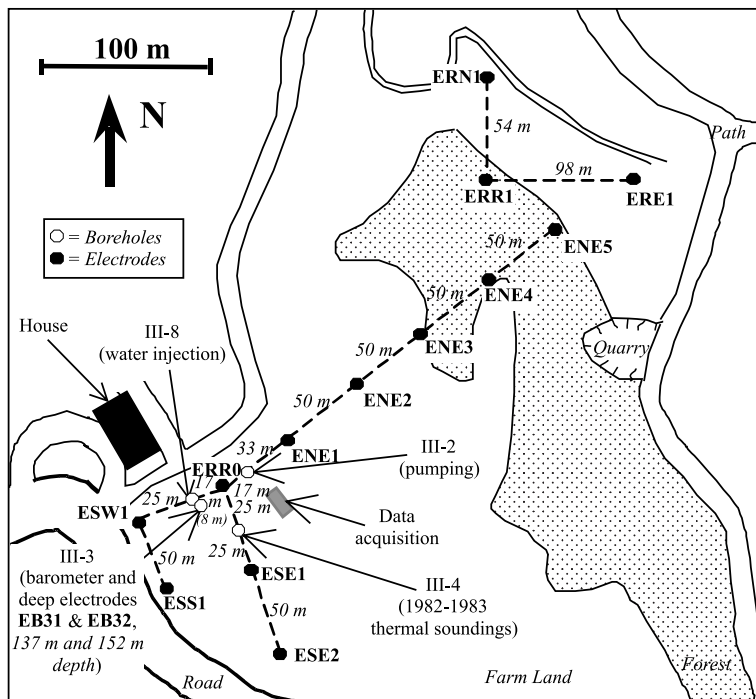 100 m
N
ERN1
54 m
Path
98 m
ERR1
ERE1
= Boreholes
= Electrodes
50 m
ENE5
50 m
ENE4
House
III-8
(water injection)
50 m
ENE3
Quarry
50 m
ENE2
33 m
ENE1
III-2
(pumping)
ERR0
17
m
17 m
25 m
25 m
(8 m)
ESW1
Data
acquisition
25 m
III-3
(barometer and
deep electrodes
EB31 & EB32,
137 m and 152 m
depth)
50 m
ESS1
ESE1
III-4
(1982-1983
thermal soundings)
50 m
ESE2
Road
Farm Land
Forest